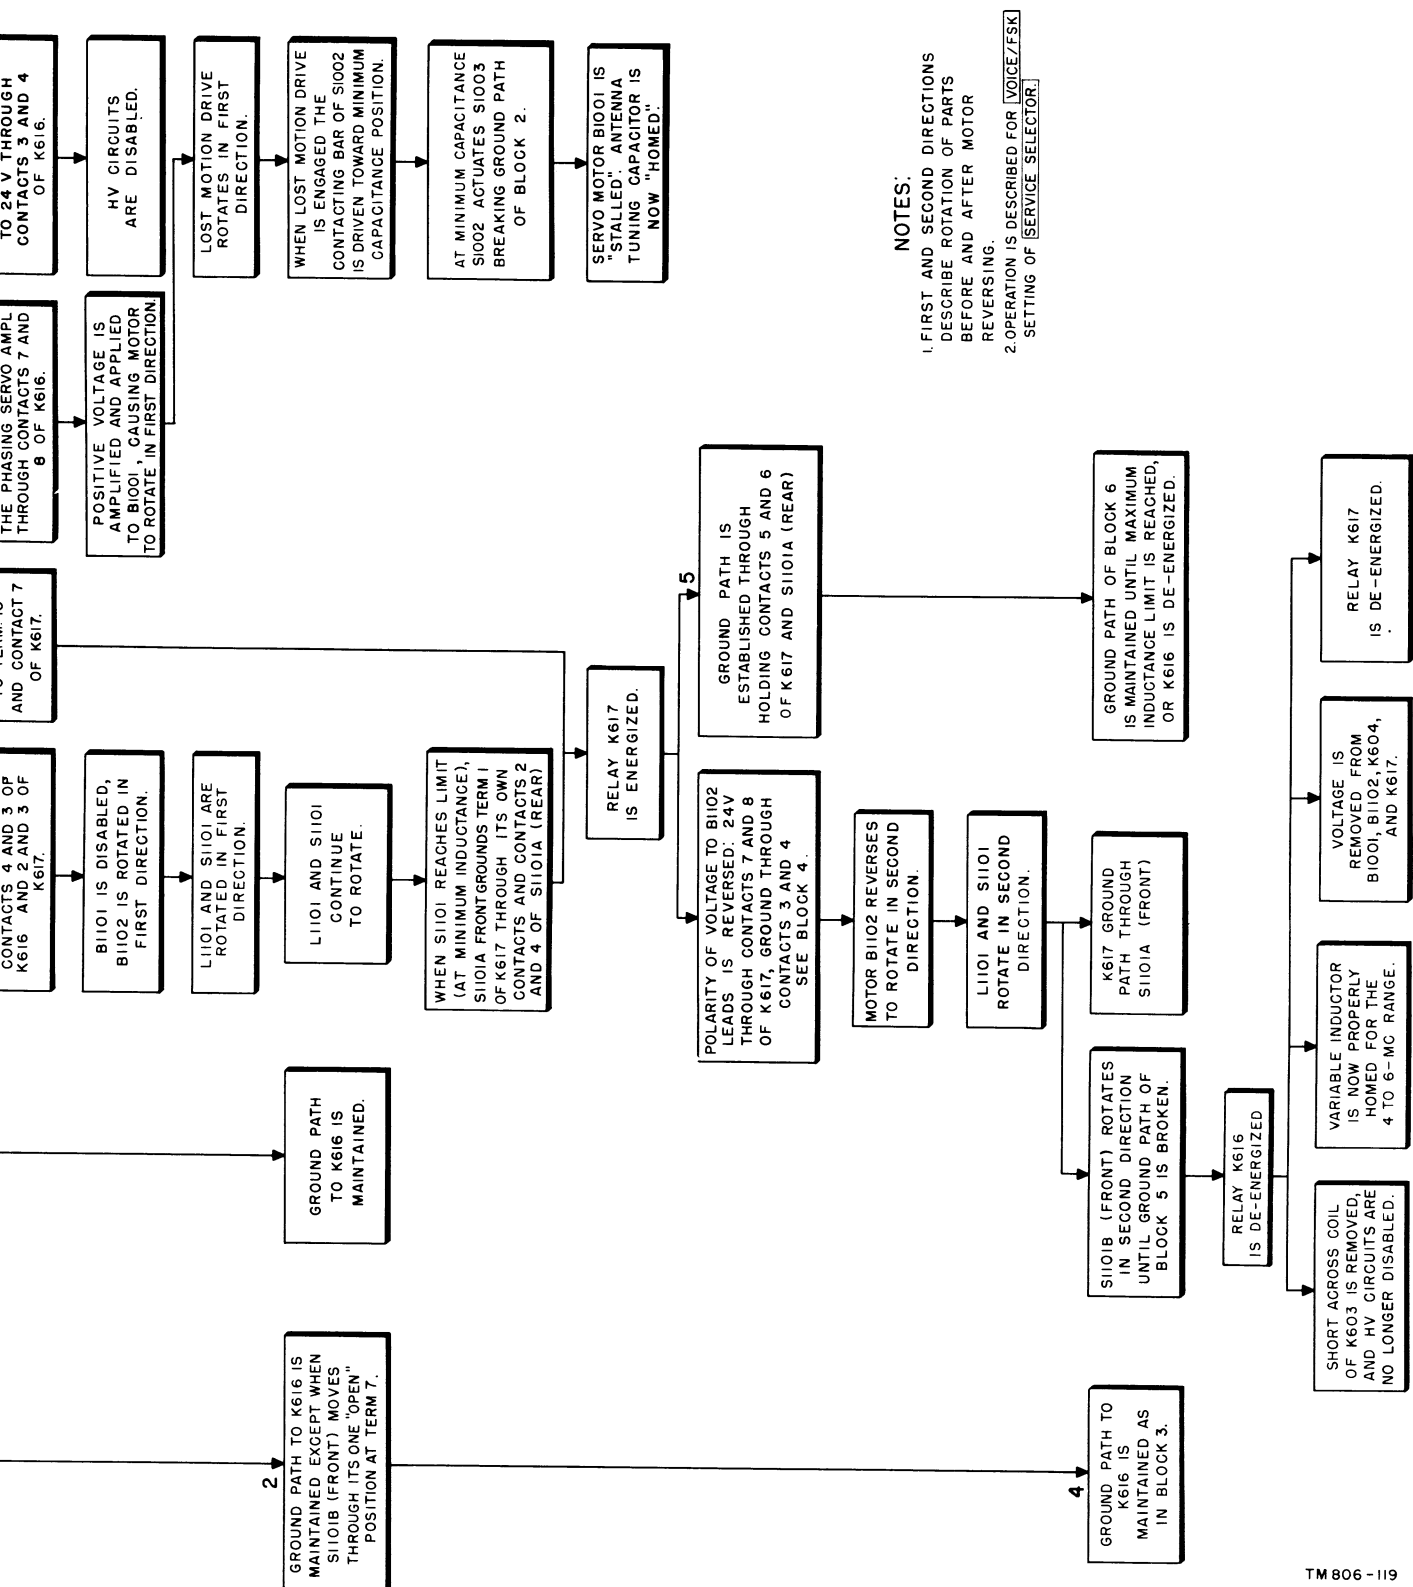 TO 24 V THROUGH
CONTACTS 3 AND 4
OF K616.
HV CIRCUITS
ARE DISABLED.
LOST MOTION DRIVE
ROTATES IN FIRST
DIRECTION.
WHEN LOST MOTION DRIVE
IS ENGAGED THE
CONTACTING BAR OF S1002
IS DRIVEN TOWARD MINIMUM
CAPACITANCE POSITION.
AT MINIMUM CAPACITANCE
S1002 ACTUATES S1003
BREAKING GROUND PATH
OF BLOCK 2.
SERVO MOTOR B1001 IS
"STALLED". ANTENNA
TUNING CAPACITOR IS
NOW "HOMED".
THE PHASING SERVO AMPL
THROUGH CONTACTS 7 AND
8 OF K616.
POSITIVE VOLTAGE IS
AMPLIFIED AND APPLIED
TO B1001, CAUSING MOTOR
TO ROTATE IN FIRST DIRECTION.
NOTES:
1. FIRST AND SECOND DIRECTIONS
DESCRIBE ROTATION OF PARTS
BEFORE AND AFTER MOTOR
REVERSING.
2. OPERATION IS DESCRIBED FOR VOICE/FSK
SETTING OF SERVICE SELECTOR.
AND CONTACT 7
OF K617.
CONTACTS 4 AND 3 OF
K616 AND 2 AND 3 OF
K617.
B1101 IS DISABLED,
B1102 IS ROTATED IN
FIRST DIRECTION.
L1101 AND S1101 ARE
ROTATED IN FIRST
DIRECTION.
L1101 AND S1101
CONTINUE
TO ROTATE.
WHEN S1101 REACHES LIMIT
(AT MINIMUM INDUCTANCE),
S1101A FRONT GROUNDS TERM 1
OF K617 THROUGH ITS OWN
CONTACTS AND CONTACTS 2
AND 4 OF S1101A (REAR)
RELAY K617
IS ENERGIZED.
5
GROUND PATH IS
ESTABLISHED THROUGH
HOLDING CONTACTS 5 AND 6
OF K617 AND S1101A (REAR)
GROUND PATH OF BLOCK 6
IS MAINTAINED UNTIL MAXIMUM
INDUCTANCE LIMIT IS REACHED,
OR K616 IS DE-ENERGIZED.
POLARITY OF VOLTAGE TO B1102
LEADS IS REVERSED: 24V
THROUGH CONTACTS 7 AND 8
OF K617, GROUND THROUGH
CONTACTS 3 AND 4
SEE BLOCK 4.
MOTOR B1102 REVERSES
TO ROTATE IN SECOND
DIRECTION.
L1101 AND S1101
ROTATE IN SECOND
DIRECTION.
K617 GROUND
PATH THROUGH
S1101A (FRONT)
S1101B (FRONT) ROTATES
IN SECOND DIRECTION
UNTIL GROUND PATH OF
BLOCK 5 IS BROKEN.
RELAY K616
IS DE-ENERGIZED
RELAY K617
IS DE-ENERGIZED.
VOLTAGE IS
REMOVED FROM
B1001, B1102, K604,
AND K617.
VARIABLE INDUCTOR
IS NOW PROPERLY
HOMED FOR THE
4 TO 6-MC RANGE.
SHORT ACROSS COIL
OF K603 IS REMOVED,
AND HV CIRCUITS ARE
NO LONGER DISABLED.
GROUND PATH
TO K616 IS
MAINTAINED.
2
GROUND PATH TO K616 IS
MAINTAINED EXCEPT WHEN
S1101B (FRONT) MOVES
THROUGH ITS ONE "OPEN"
POSITION AT TERM 7.
4
GROUND PATH TO
K616 IS
MAINTAINED AS
IN BLOCK 3.
TM 806-119